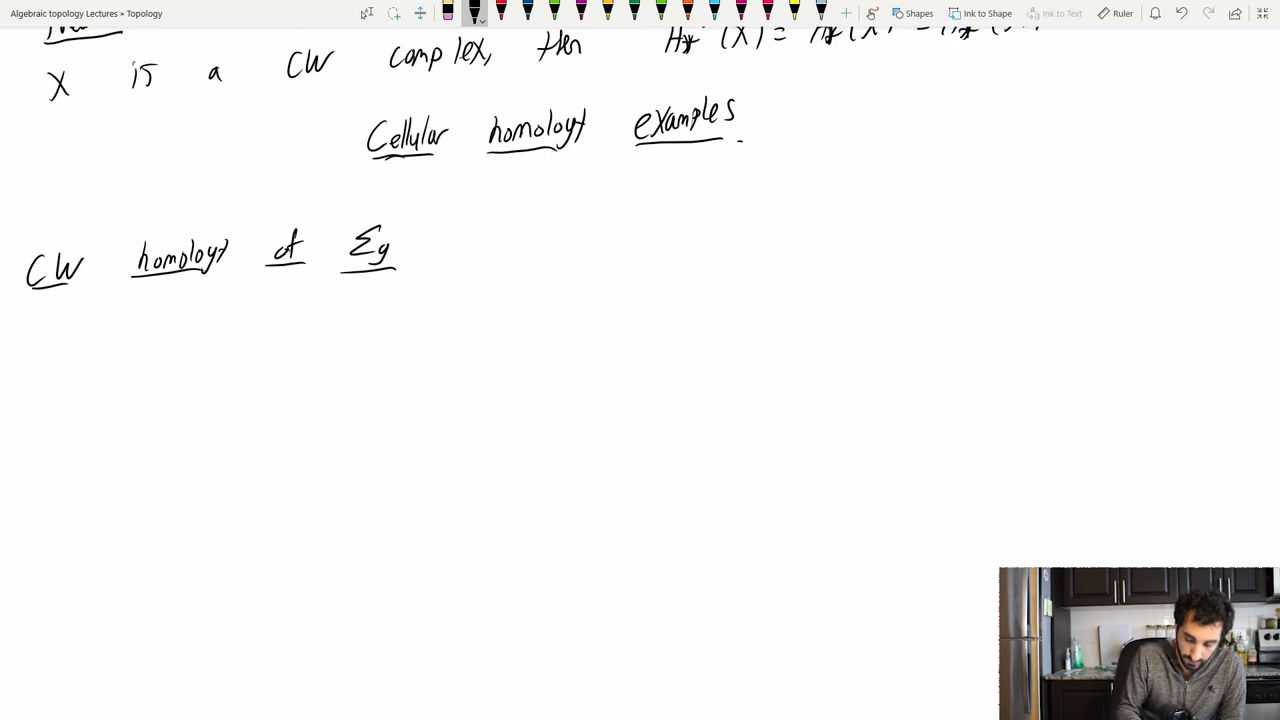 Algebraic topology Lectures » Topology
Shapes Ink to Shape Ink to Text Ruler
X is a CW complex, then
Cellular homology examples.
CW homology of Σg